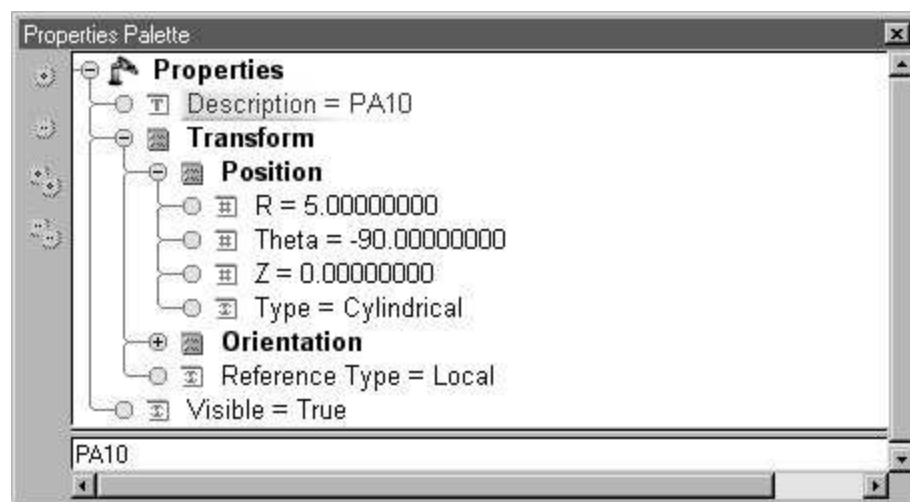 Properties Palette
Properties
Description = PA10
Transform
Position
R = 5.00000000
Theta = -90.00000000
Z = 0.00000000
Type = Cylindrical
Orientation
Reference Type = Local
Visible = True
PA10